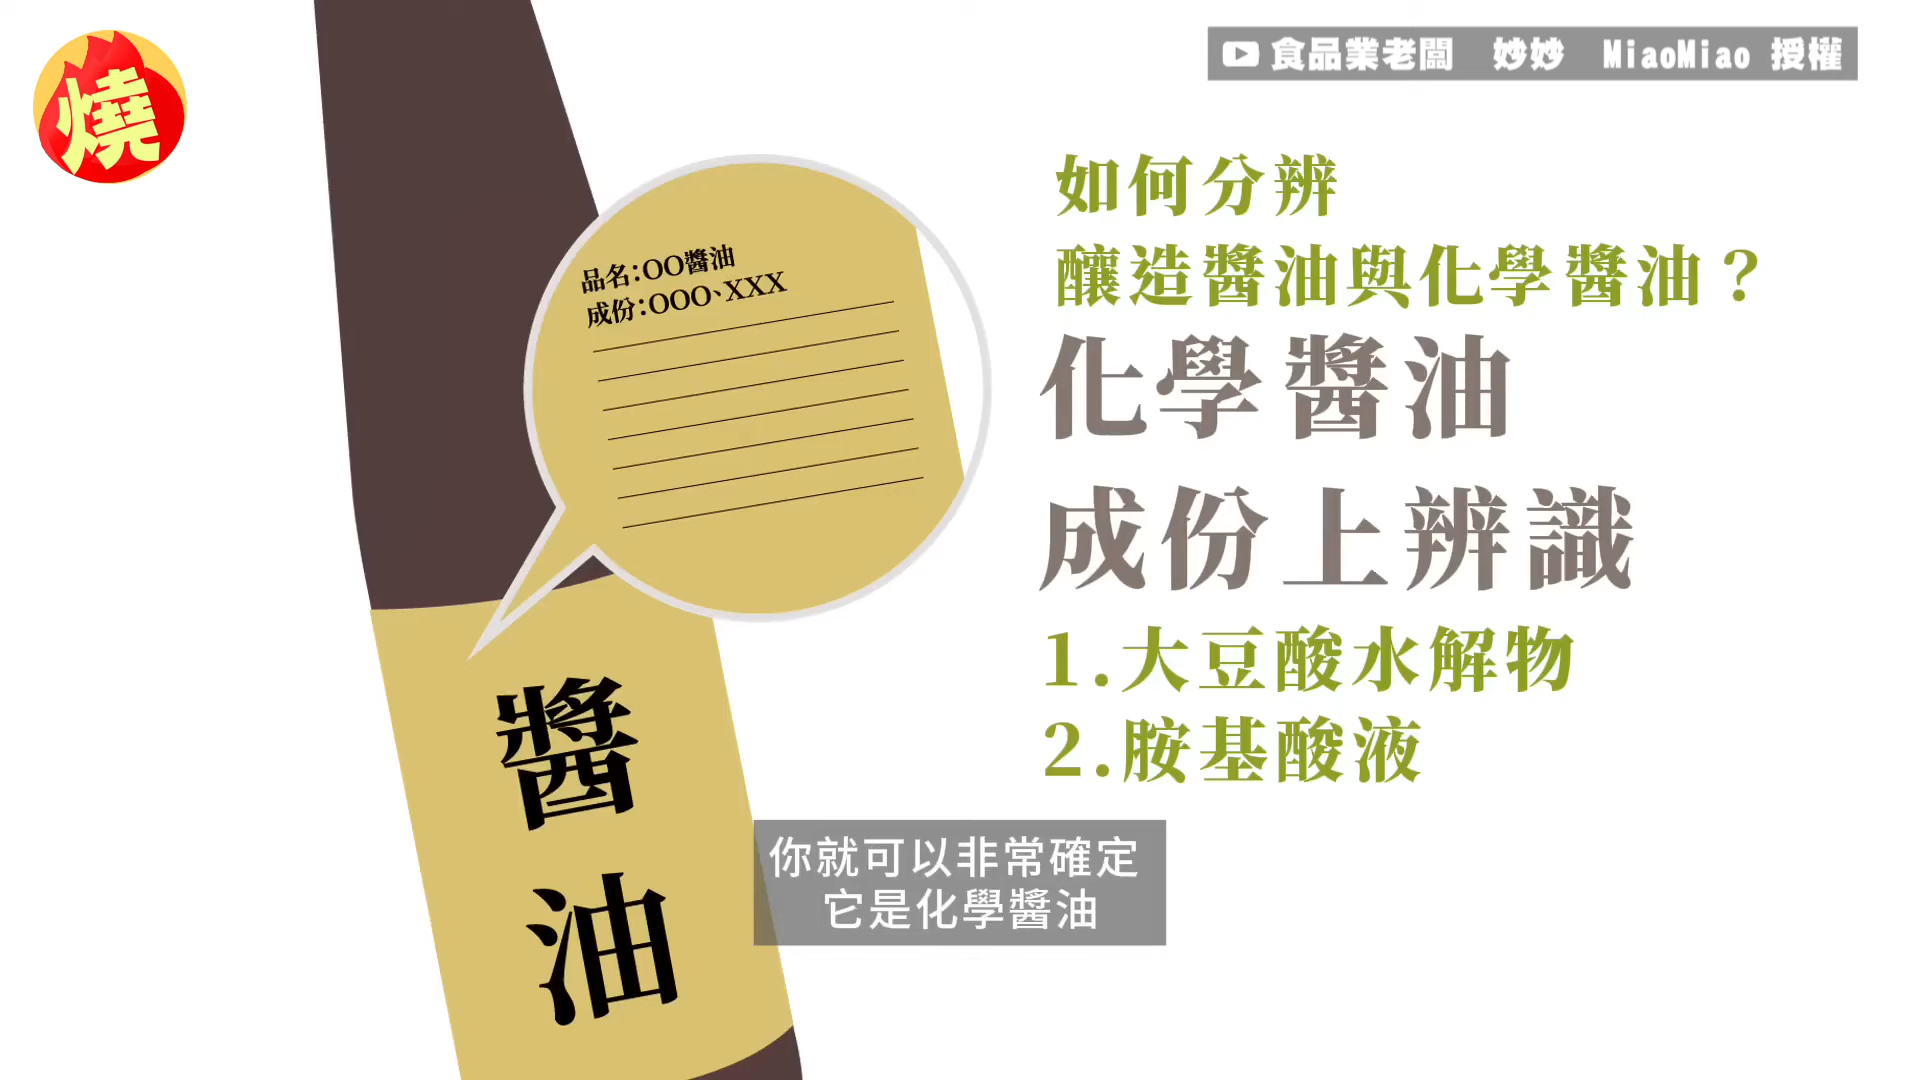 燒
食品業老闆 妙妙 MiaoMiao 授權
如何分辨
釀造醬油與化學醬油？
化學醬油
成份上辨識
1.大豆酸水解物
2.胺基酸液
品名:OO醬油
成份:OOO、XXX
醬油
你就可以非常確定
它是化學醬油